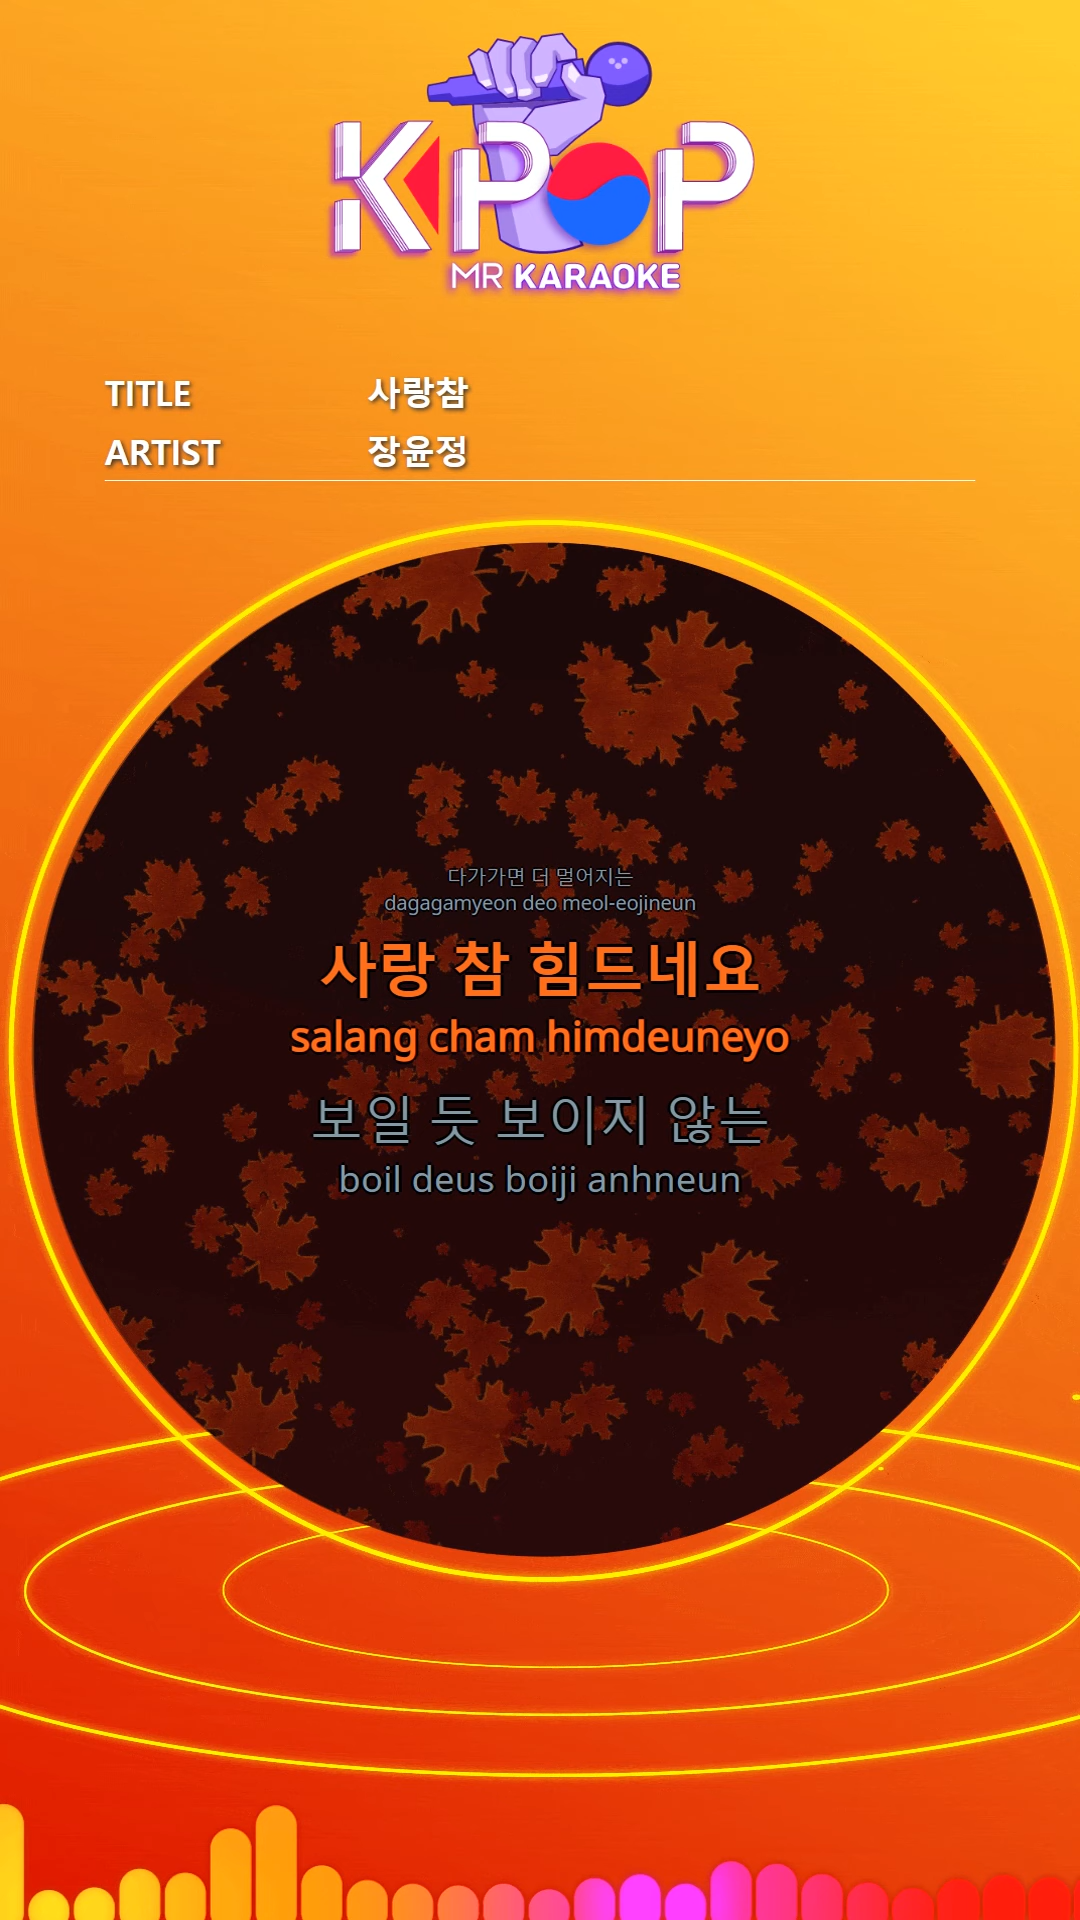 KPOP
MR KARAOKE
TITLE 사랑참
ARTIST 장윤정
다가가면 더 멀어지는
dagagamyeon deo meol-eojineun
사랑 참 힘드네요
salang cham himdeuneyo
보일 듯 보이지 않는
boil deus boiji anhneun